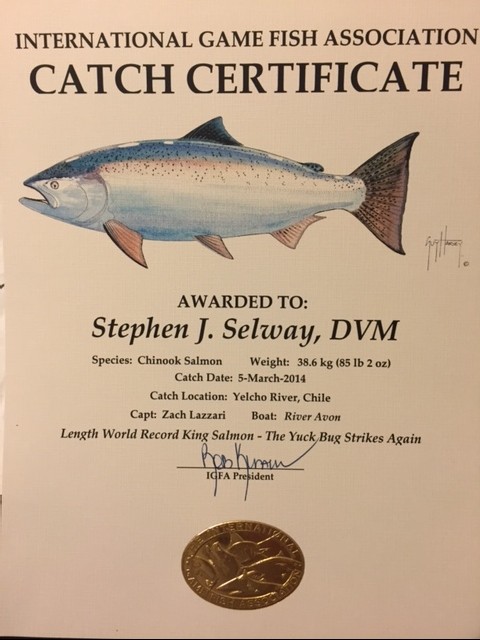 INTERNATIONAL GAME FISH ASSOCIATION
CATCH CERTIFICATE
Guy Harvey ©
AWARDED TO:
Stephen J. Selway, DVM
Species: Chinook Salmon Weight: 38.6 kg (85 lb 2 oz)
Catch Date: 5-March-2014
Catch Location: Yelcho River, Chile
Capt: Zach Lazzari Boat: River Avon
Length World Record King Salmon - The Yuck Bug Strikes Again
IGFA President